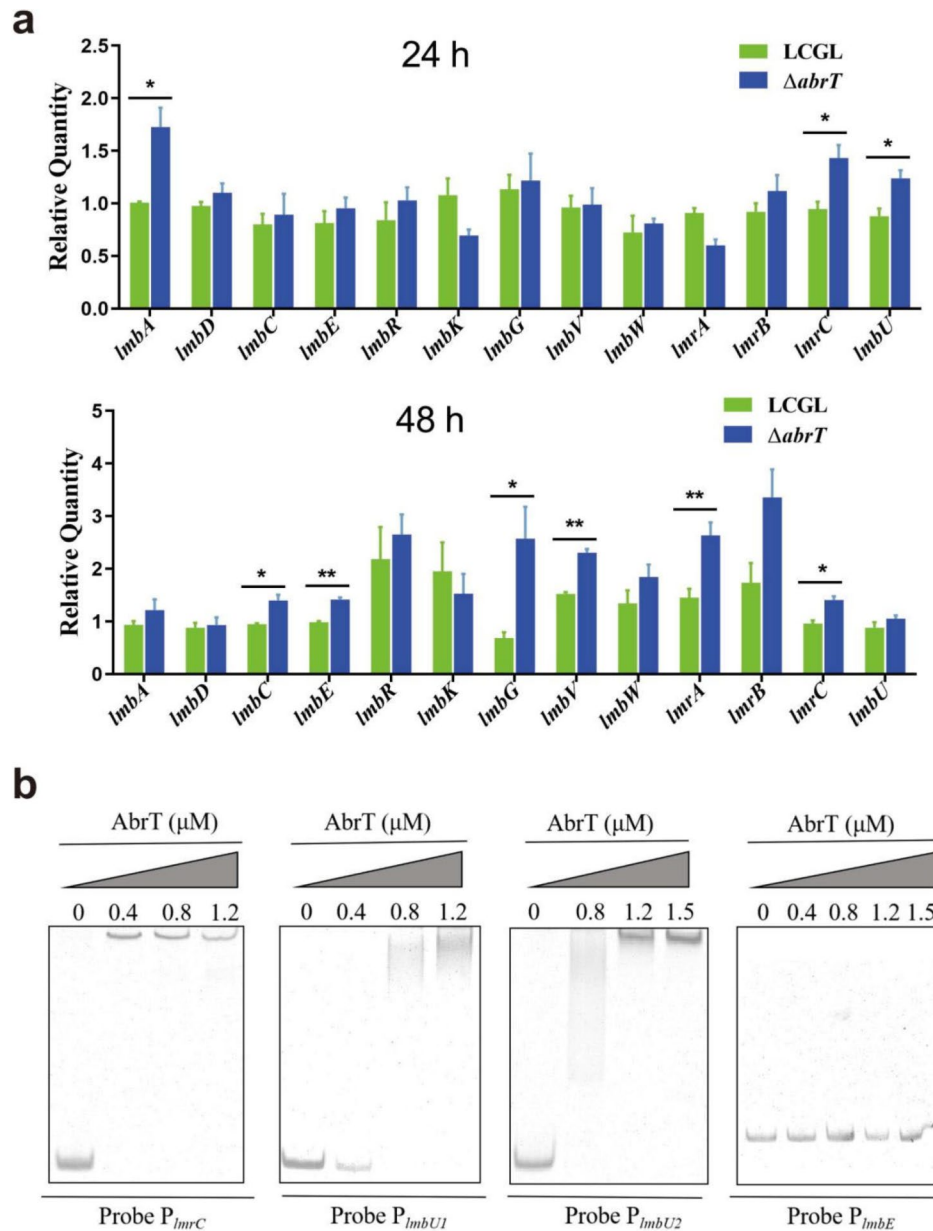 a
24 h
LCGL
ΔabrT
Relative Quantity
2.5
2.0
1.5
1.0
0.5
0.0
*
*
*
lmbA
lmbD
lmbC
lmbE
lmbR
lmbK
lmbG
lmbV
lmbW
lmrA
lmrB
lmrC
lmbU
48 h
LCGL
ΔabrT
Relative Quantity
5
4
3
2
1
0
*
**
*
**
**
*
lmbA
lmbD
lmbC
lmbE
lmbR
lmbK
lmbG
lmbV
lmbW
lmrA
lmrB
lmrC
lmbU
b
AbrT (μM)
0 0.4 0.8 1.2
Probe PlmrC
AbrT (μM)
0 0.4 0.8 1.2
Probe PlmbU1
AbrT (μM)
0 0.8 1.2 1.5
Probe PlmbU2
AbrT (μM)
0 0.4 0.8 1.2 1.5
Probe PlmbE